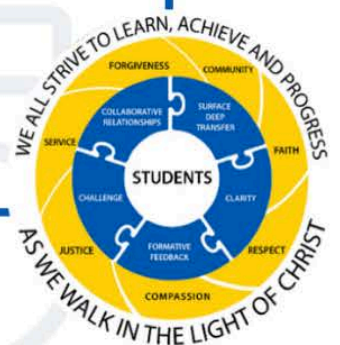 WE ALL STRIVE TO LEARN, ACHIEVE AND PROGRESS
FORGIVENESS
COMMUNITY
FAITH
RESPECT
COMPASSION
JUSTICE
SERVICE
COLLABORATIVE
RELATIONSHIPS
SURFACE
DEEP
TRANSFER
CLARITY
FORMATIVE
FEEDBACK
CHALLENGE
STUDENTS
AS WE WALK IN THE LIGHT OF CHRIST